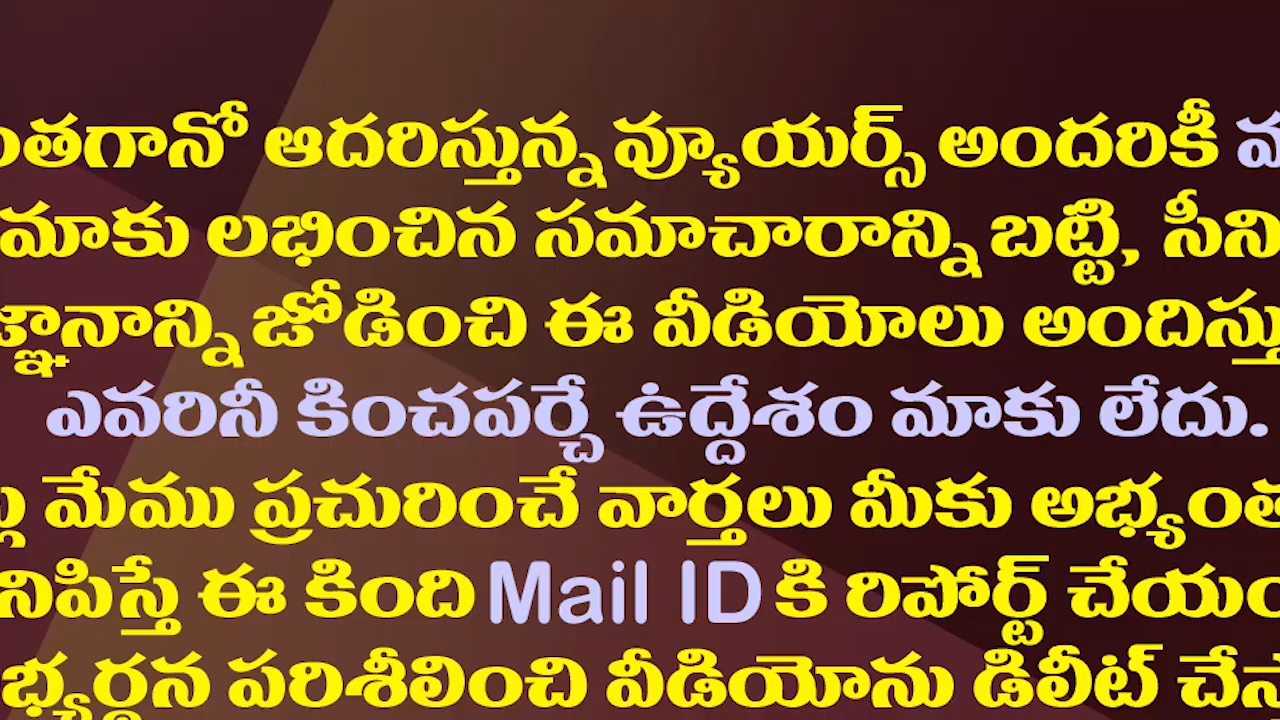 ఆదరిస్తున్న వ్యూయర్స్ అందరికీ
మాకు లభించిన సమాచారాన్ని బట్టి,
జోడించి ఈ వీడియోలు
ఎవరినీ కించపర్చే ఉద్దేశం మాకు లేదు.
మేము ప్రచురించే వార్తలు మీకు
ఈ కింది Mail ID కి రిపోర్ట్
పరిశీలించి వీడియోను డిలీట్